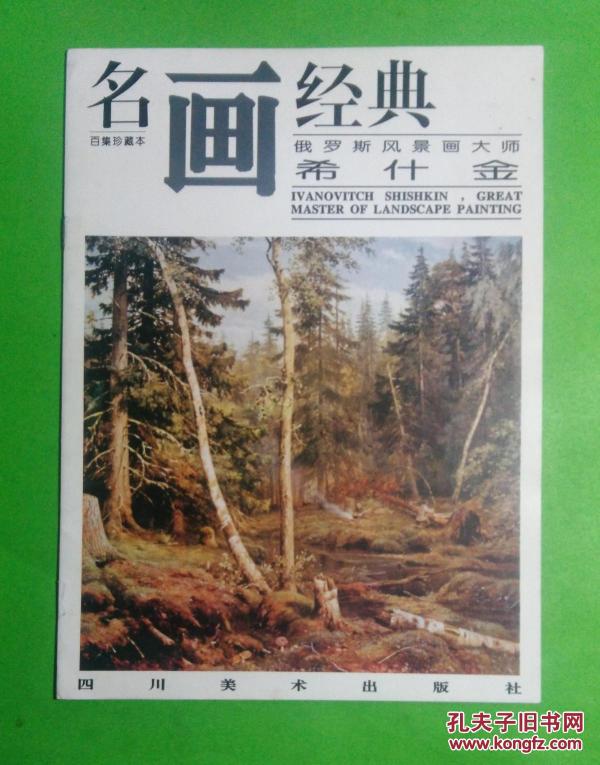 名画经典
百集珍藏本
俄罗斯风景画大师
希什金
IVANOVITCH SHISHKIN , GREAT
MASTER OF LANDSCAPE PAINTING
四川美术出版社
孔夫子旧书网
www.kongfz.com